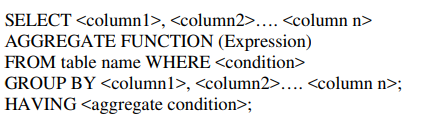 SELECT <column1>, <column2>…. <column n>
AGGREGATE FUNCTION (Expression)
FROM table name WHERE <condition>
GROUP BY <column1>, <column2>…. <column n>;
HAVING <aggregate condition>;